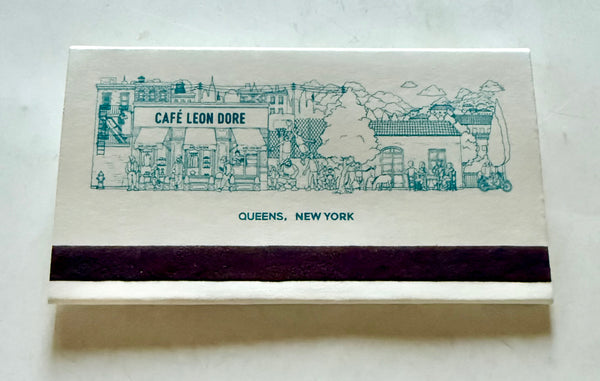 CAFÉ LEON DORE
QUEENS, NEW YORK